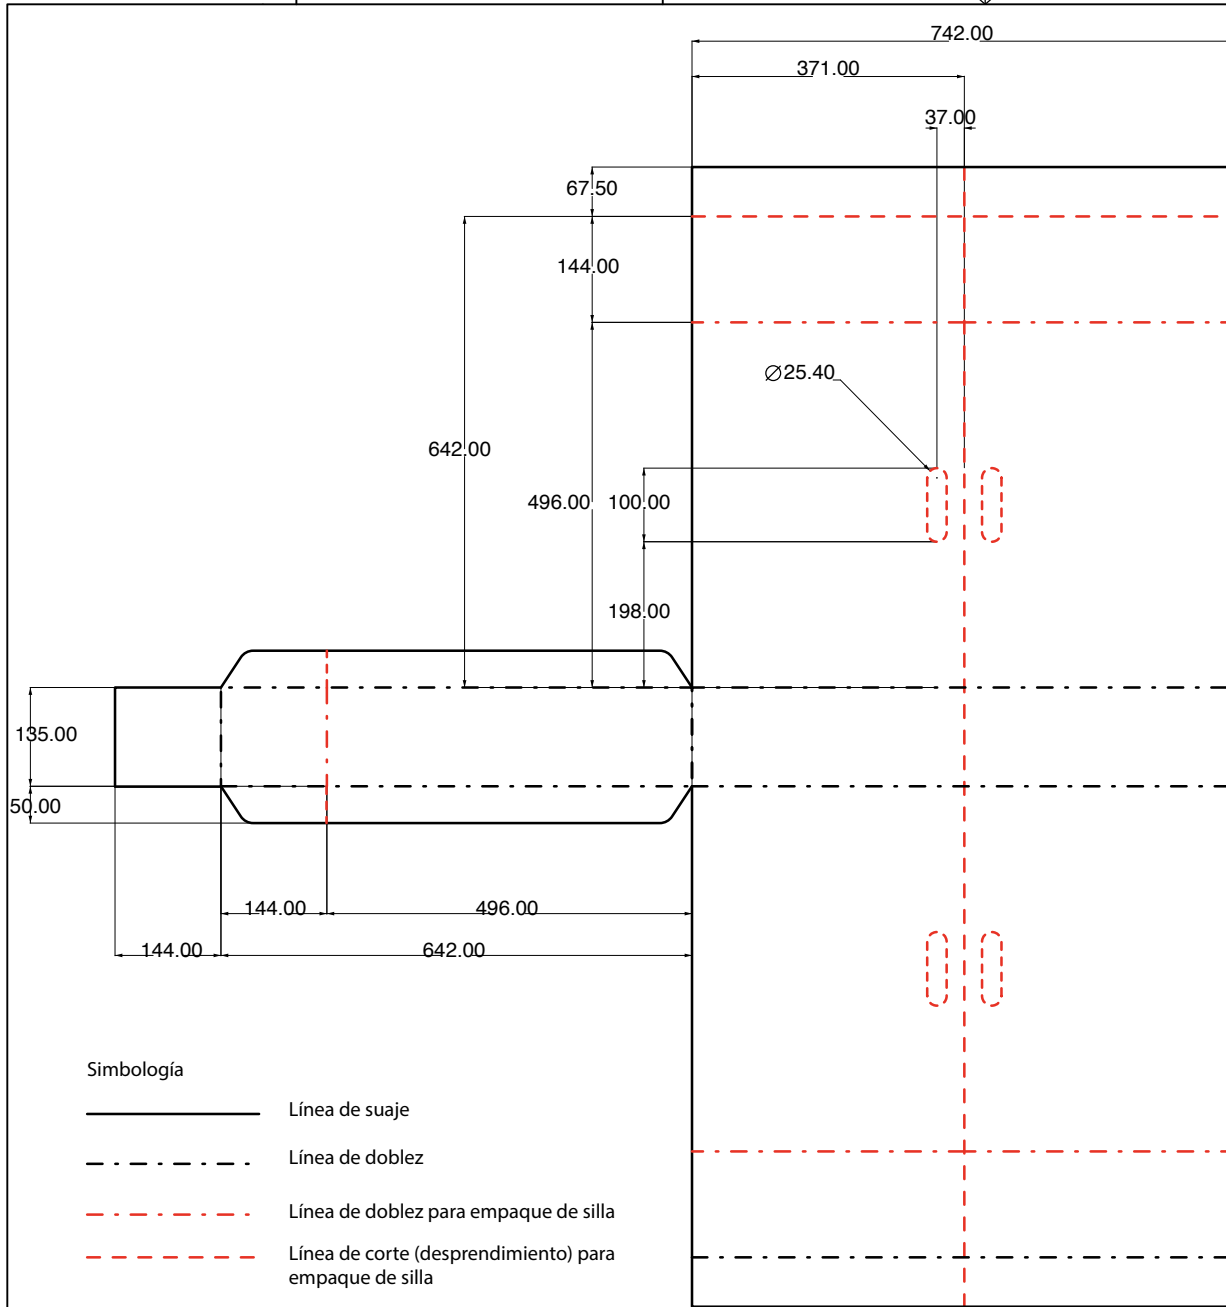 742.00
371.00
37.00
67.50
144.00
⌀25.40
642.00
496.00
100.00
198.00
135.00
50.00
144.00
496.00
144.00
642.00
Simbología
Línea de suaje
Línea de doblez
Línea de doblez para empaque de silla
Línea de corte (desprendimiento) para
empaque de silla